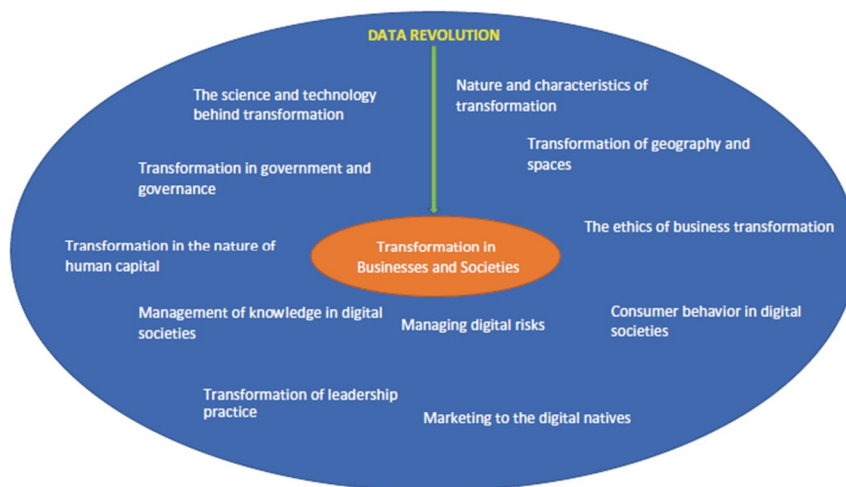 DATA REVOLUTION
The science and technology
behind transformation
Nature and characteristics of
transformation
Transformation of geography and
spaces
Transformation in government and
governance
The ethics of business transformation
Transformation in the nature of
human capital
Transformation in
Businesses and Societies
Management of knowledge in digital
societies
Managing digital risks
Consumer behavior in digital
societies
Transformation of leadership
practice
Marketing to the digital natives